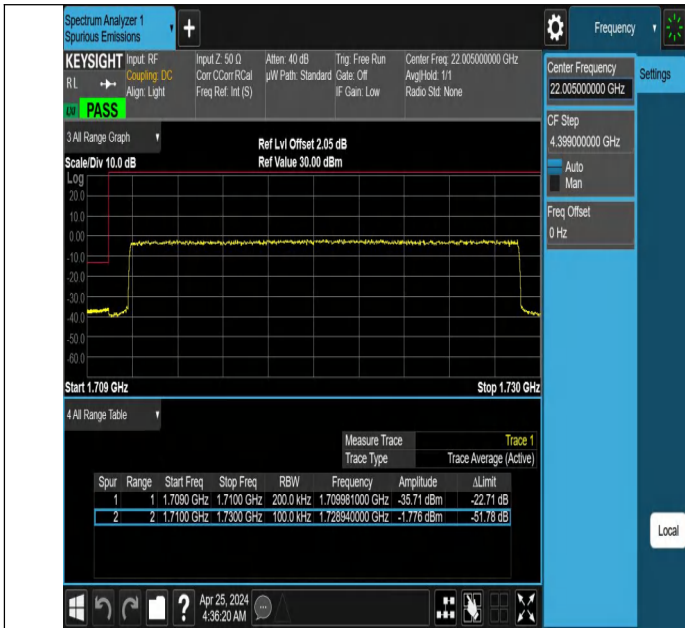 Spectrum Analyzer 1
Spurious Emissions
+
Frequency
KEYSIGHT Input: RF Input Z: 50 Ω Atten: 40 dB Trig: Free Run Center Freq: 22.005000000 GHz
RL Coupling: DC Corr CCorr RCal µW Path: Standard Gate: Off Avg|Hold: 1/1
Align: Light Freq Ref: Int (S) IF Gain: Low Radio Std: None
PASS
Center Frequency
22.005000000 GHz
Settings
CF Step
4.399000000 GHz
Auto
Man
Freq Offset
0 Hz
3 All Range Graph
Ref Lvl Offset 2.05 dB
Scale/Div 10.0 dB Ref Value 30.00 dBm
Log
20.0
10.0
0.00
-10.0
-20.0
-30.0
-40.0
-50.0
-60.0
Start 1.709 GHz Stop 1.730 GHz
4 All Range Table
Measure Trace Trace 1
Trace Type Trace Average (Active)
Spur Range Start Freq Stop Freq RBW Frequency Amplitude ΔLimit
1 1 1.7090 GHz 1.7100 GHz 200.0 kHz 1.709981000 GHz -35.71 dBm -22.71 dB
2 2 1.7100 GHz 1.7300 GHz 100.0 kHz 1.728940000 GHz -1.776 dBm -51.78 dB
Local
? Apr 25, 2024
4:36:20 AM